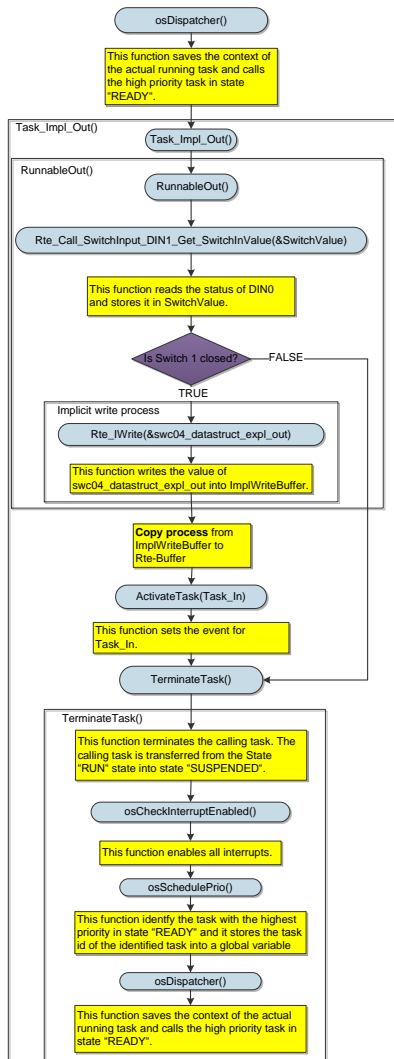 osDispatcher()
This function saves the context of
the actual running task and calls
the high priority task in state
"READY".
Task_Impl_Out()
Task_Impl_Out()
RunnableOut()
RunnableOut()
Rte_Call_SwitchInput_DIN1_Get_SwitchInValue(&SwitchValue)
This function reads the status of DIN0
and stores it in SwitchValue.
Is Switch 1 closed?
FALSE
TRUE
Implicit write process
Rte_IWrite(&swc04_datastruct_expl_out)
This function writes the value of
swc04_datastruct_expl_out into ImplWriteBuffer.
Copy process from
ImplWriteBuffer to
Rte-Buffer
ActivateTask(Task_In)
This function sets the event for
Task_In.
TerminateTask()
TerminateTask()
This function terminates the calling task. The
calling task is transferred from the State
"RUN" state into state "SUSPENDED".
osCheckInterruptEnabled()
This function enables all interrupts.
osSchedulePrio()
This function identfy the task with the highest
priority in state "READY" and it stores the task
id of the identified task into a global variable
osDispatcher()
This function saves the context of the actual
running task and calls the high priority task in
state "READY".